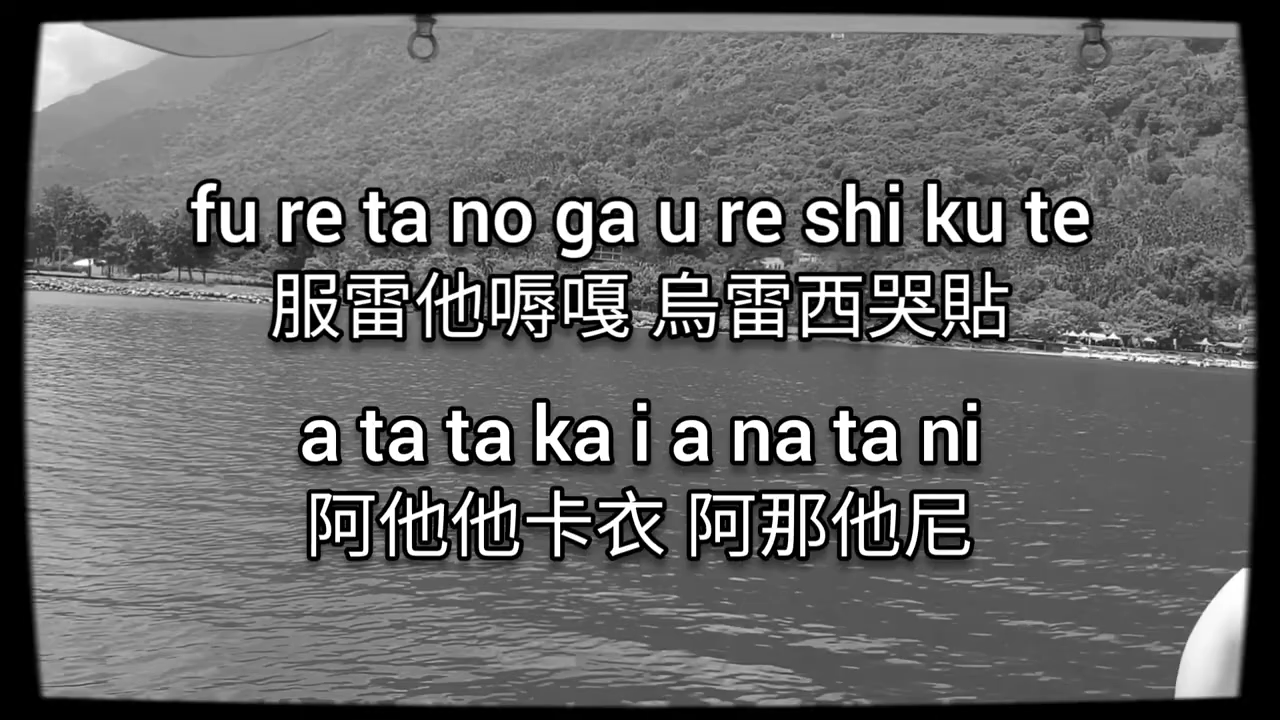 fu re ta no ga u re shi ku te
服雷他嗕嘎 烏雷西哭貼
a ta ta ka i a na ta ni
阿他他卡衣 阿那他尼